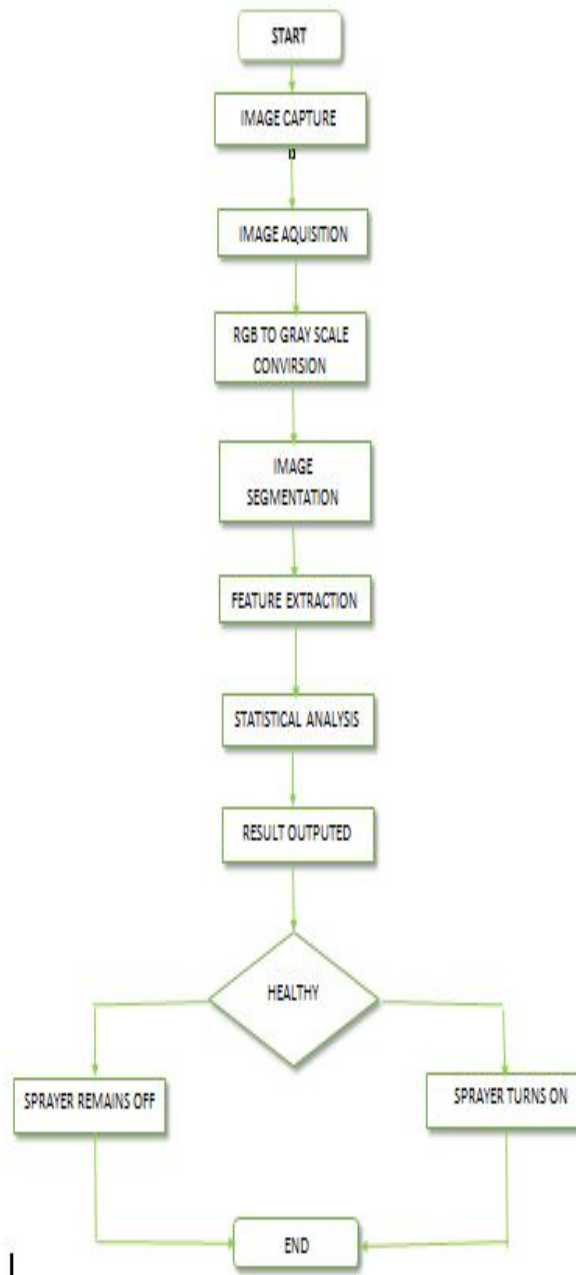 START
IMAGE CAPTURE
IMAGE AQUISITION
RGB TO GRAY SCALE
CONVIRSION
IMAGE
SEGMENTATION
FEATURE EXTRACTION
STATISTICAL ANALYSIS
RESULT OUTPUTED
HEALTHY
SPRAYER REMAINS OFF
SPRAYER TURNS ON
END